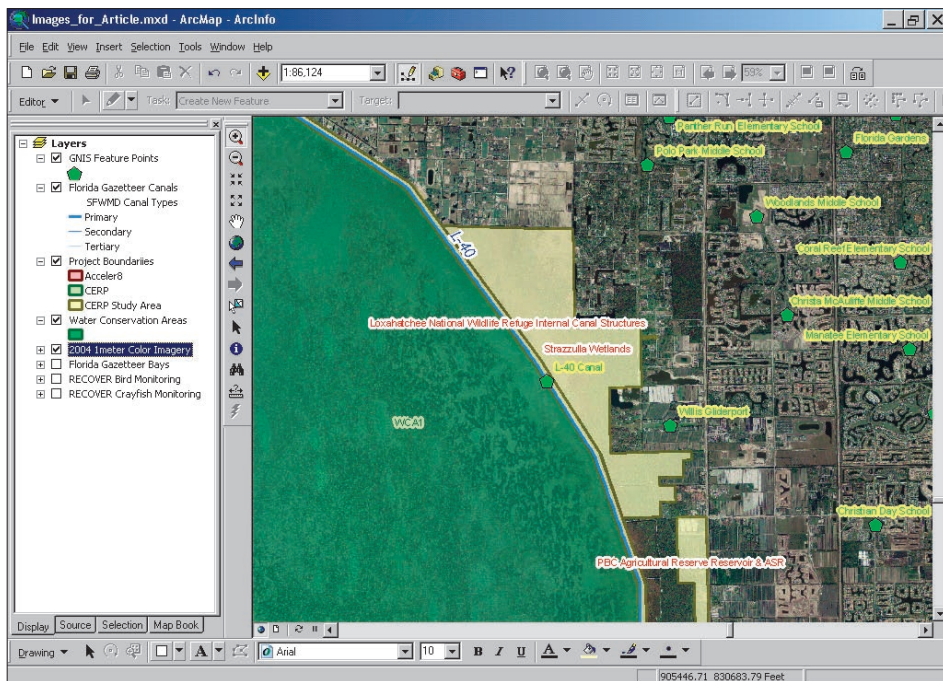 Images_for_Article.mxd - ArcMap - ArcInfo
File Edit View Insert Selection Tools Window Help
1:86,124
59%
Editor
Task: Create New Feature
Target:
Layers
GNIS Feature Points
Florida Gazetteer Canals
SFWMD Canal Types
Primary
Secondary
Tertiary
Project Boundaries
Acceler8
CERP
CERP Study Area
Water Conservation Areas
2004 1meter Color Imagery
Florida Gazetteer Bays
RECOVER Bird Monitoring
RECOVER Crayfish Monitoring
Panther Run Elementary School
Florida Gardens
Polo Park Middle School
Woodlands Middle School
L-40
Coral Reef Elementary School
Christa McAuliffe Middle School
Loxahatchee National Wildlife Refuge Internal Canal Structures
Manatee Elementary School
Strazzulla Wetlands
L-40 Canal
WCA1
Willis Gliderport
Christian Day School
PBC Agricultural Reserve Reservoir & ASR
Display Source Selection Map Book
Drawing
A
Arial
10
B I U
A
905446.71 830683.79 Feet